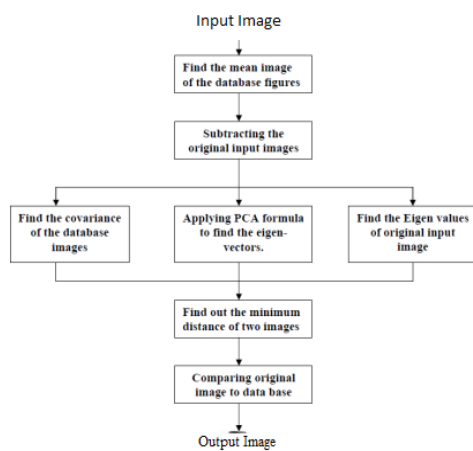 Input Image
Find the mean image
of the database figures
Subtracting the
original input images
Find the covariance
of the database
images
Applying PCA formula
to find the eigen-
vectors.
Find the Eigen values
of original input
image
Find out the minimum
distance of two images
Comparing original
image to data base
Output Image